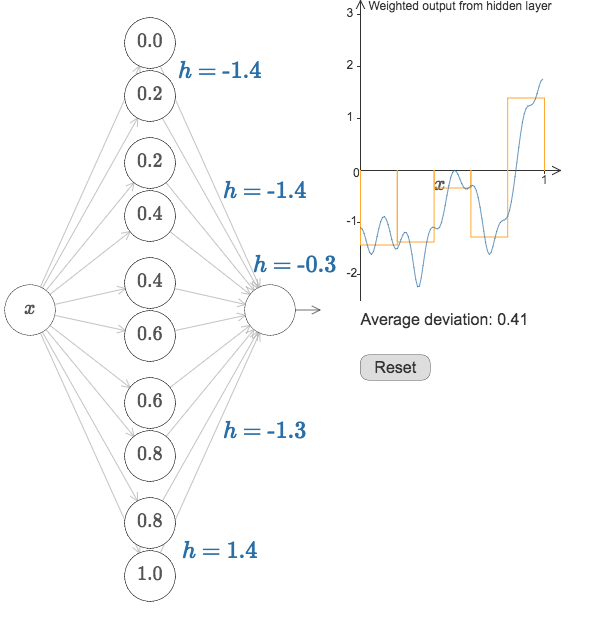 0.0
h = -1.4
0.2
0.2
h = -1.4
0.4
h = -0.3
0.4
x
0.6
0.6
h = -1.3
0.8
0.8
h = 1.4
1.0
Weighted output from hidden layer
3
2
1
0
x
1
-1
-2
Average deviation: 0.41
Reset